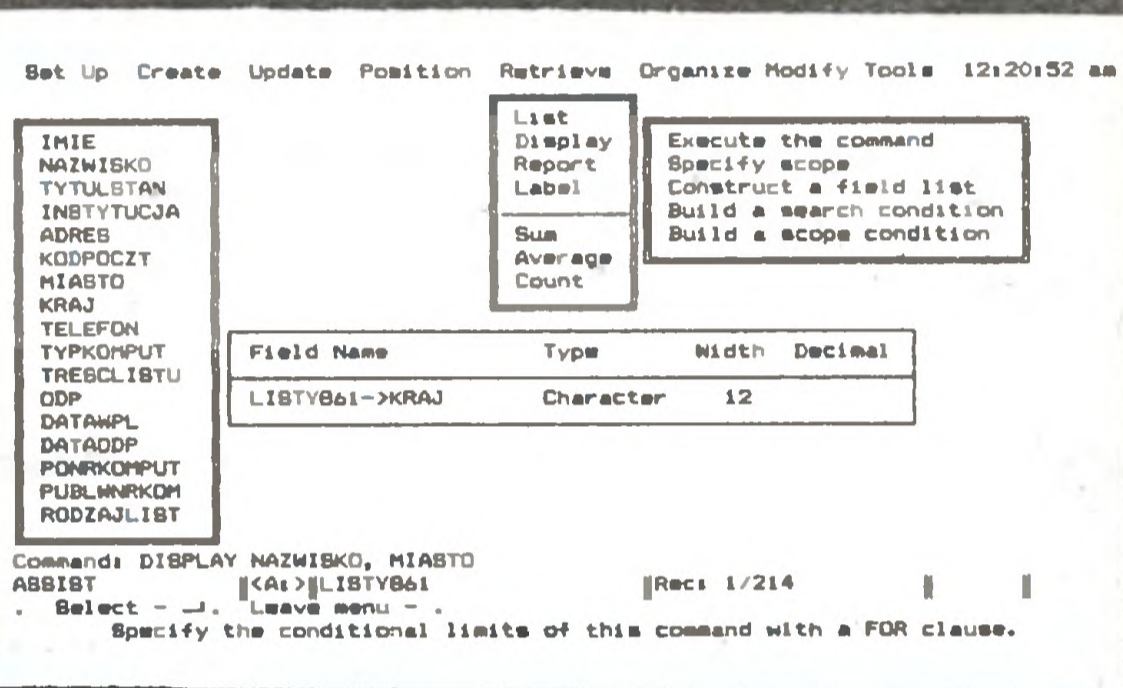 Set Up Create Update Position Retrieve Organize Modify Tools 12:20:52 am
List
Display
Report
Label
Sum
Average
Count
Execute the command
Specify scope
Construct a field list
Build a search condition
Build a scope condition
IMIE
NAZWISKO
TYTULSTAN
INSTYTUCJA
ADRES
KODPOCZT
MIASTO
KRAJ
TELEFON
TYPKOMPUT
TRESCLISTU
ODP
DATAWPL
DATAODP
PONRKOMPUT
PUBLWNRKOM
RODZAJLIST
Field Name Type Width Decimal
LISTY861->KRAJ Character 12
Command: DISPLAY NAZWISKO, MIASTO
ASSIST <A:> LISTY861 Rec: 1/214
. Select - ┘. Leave menu - .
Specify the conditional limits of this command with a FOR clause.